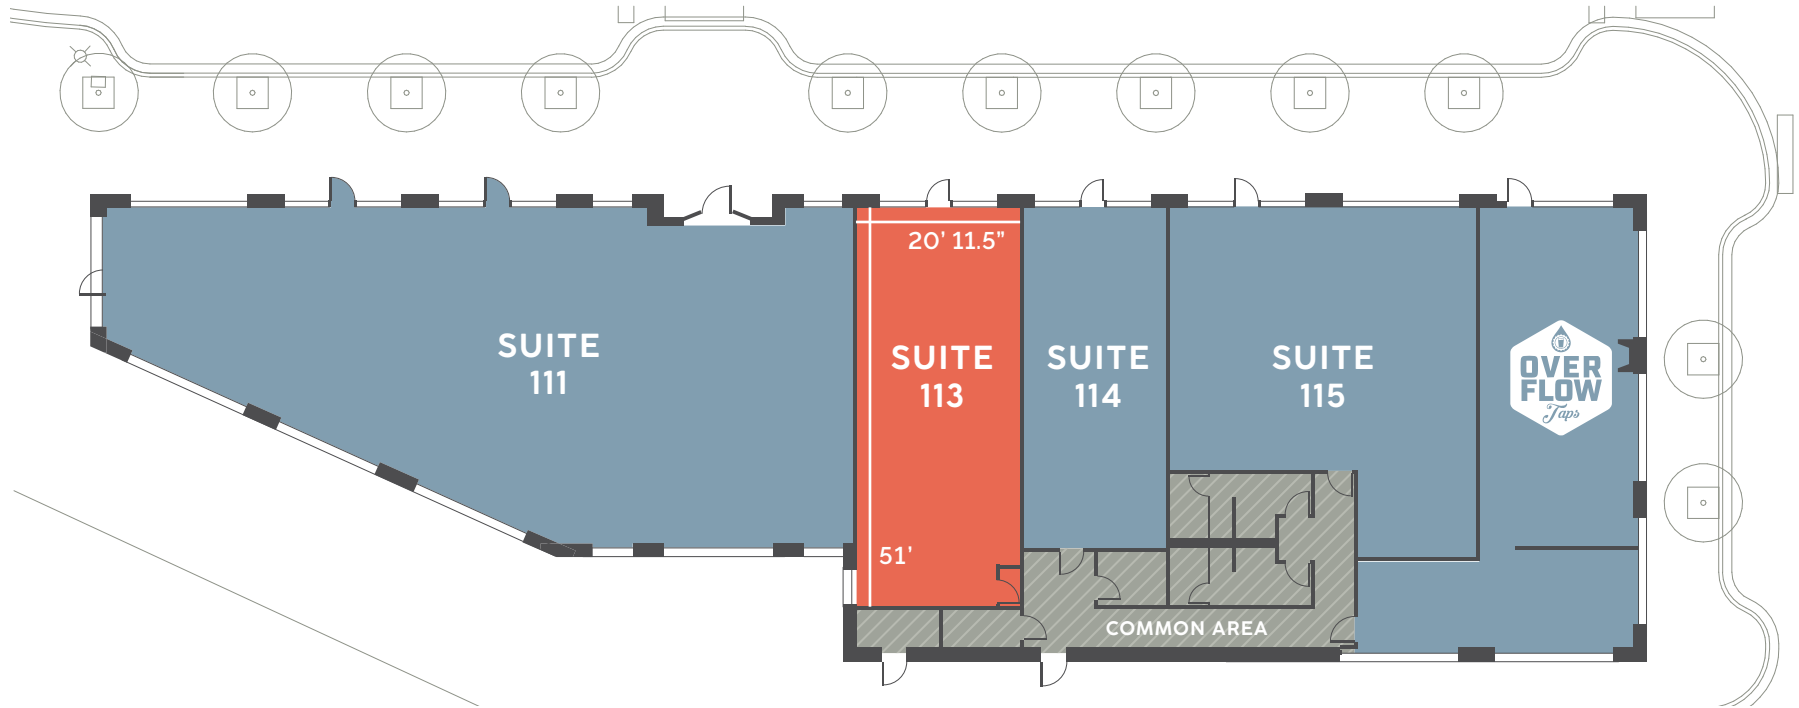 20' 11.5"
SUITE
111
SUITE
113
SUITE
114
SUITE
115
OVER
FLOW
Taps
51'
COMMON AREA